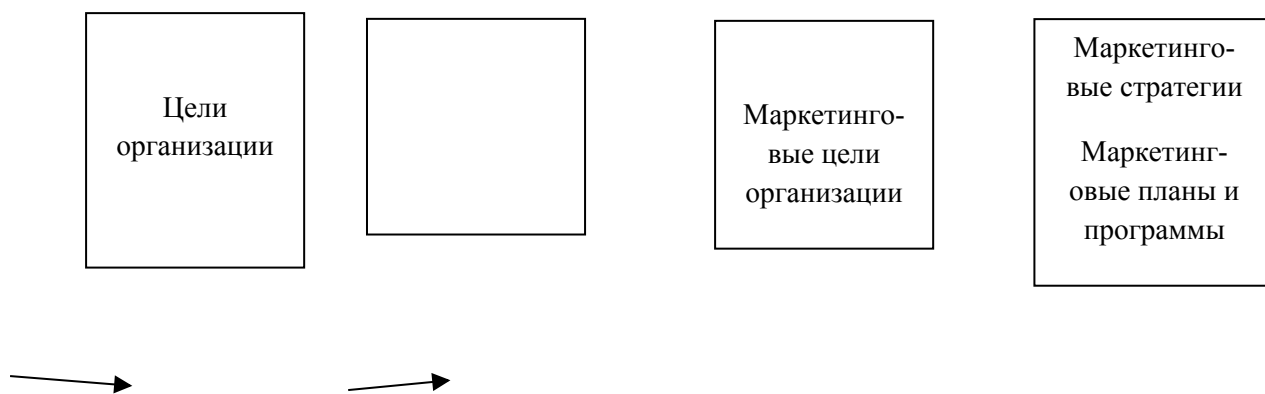 Цели
организации
Маркетинго-
вые цели
организации
Маркетинго-
вые стратегии
Маркетинг-
овые планы и
программы